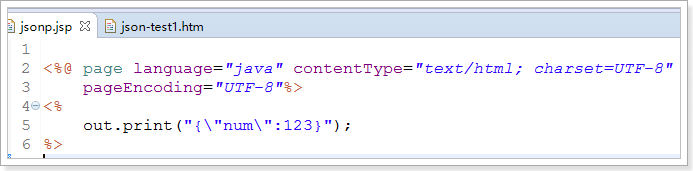 jsonp.jsp json-test1.htm
1
2 <%@ page language="java" contentType="text/html; charset=UTF-8"
3     pageEncoding="UTF-8"%>
4 <%
5     out.print("{\"num\":123}");
6 %>